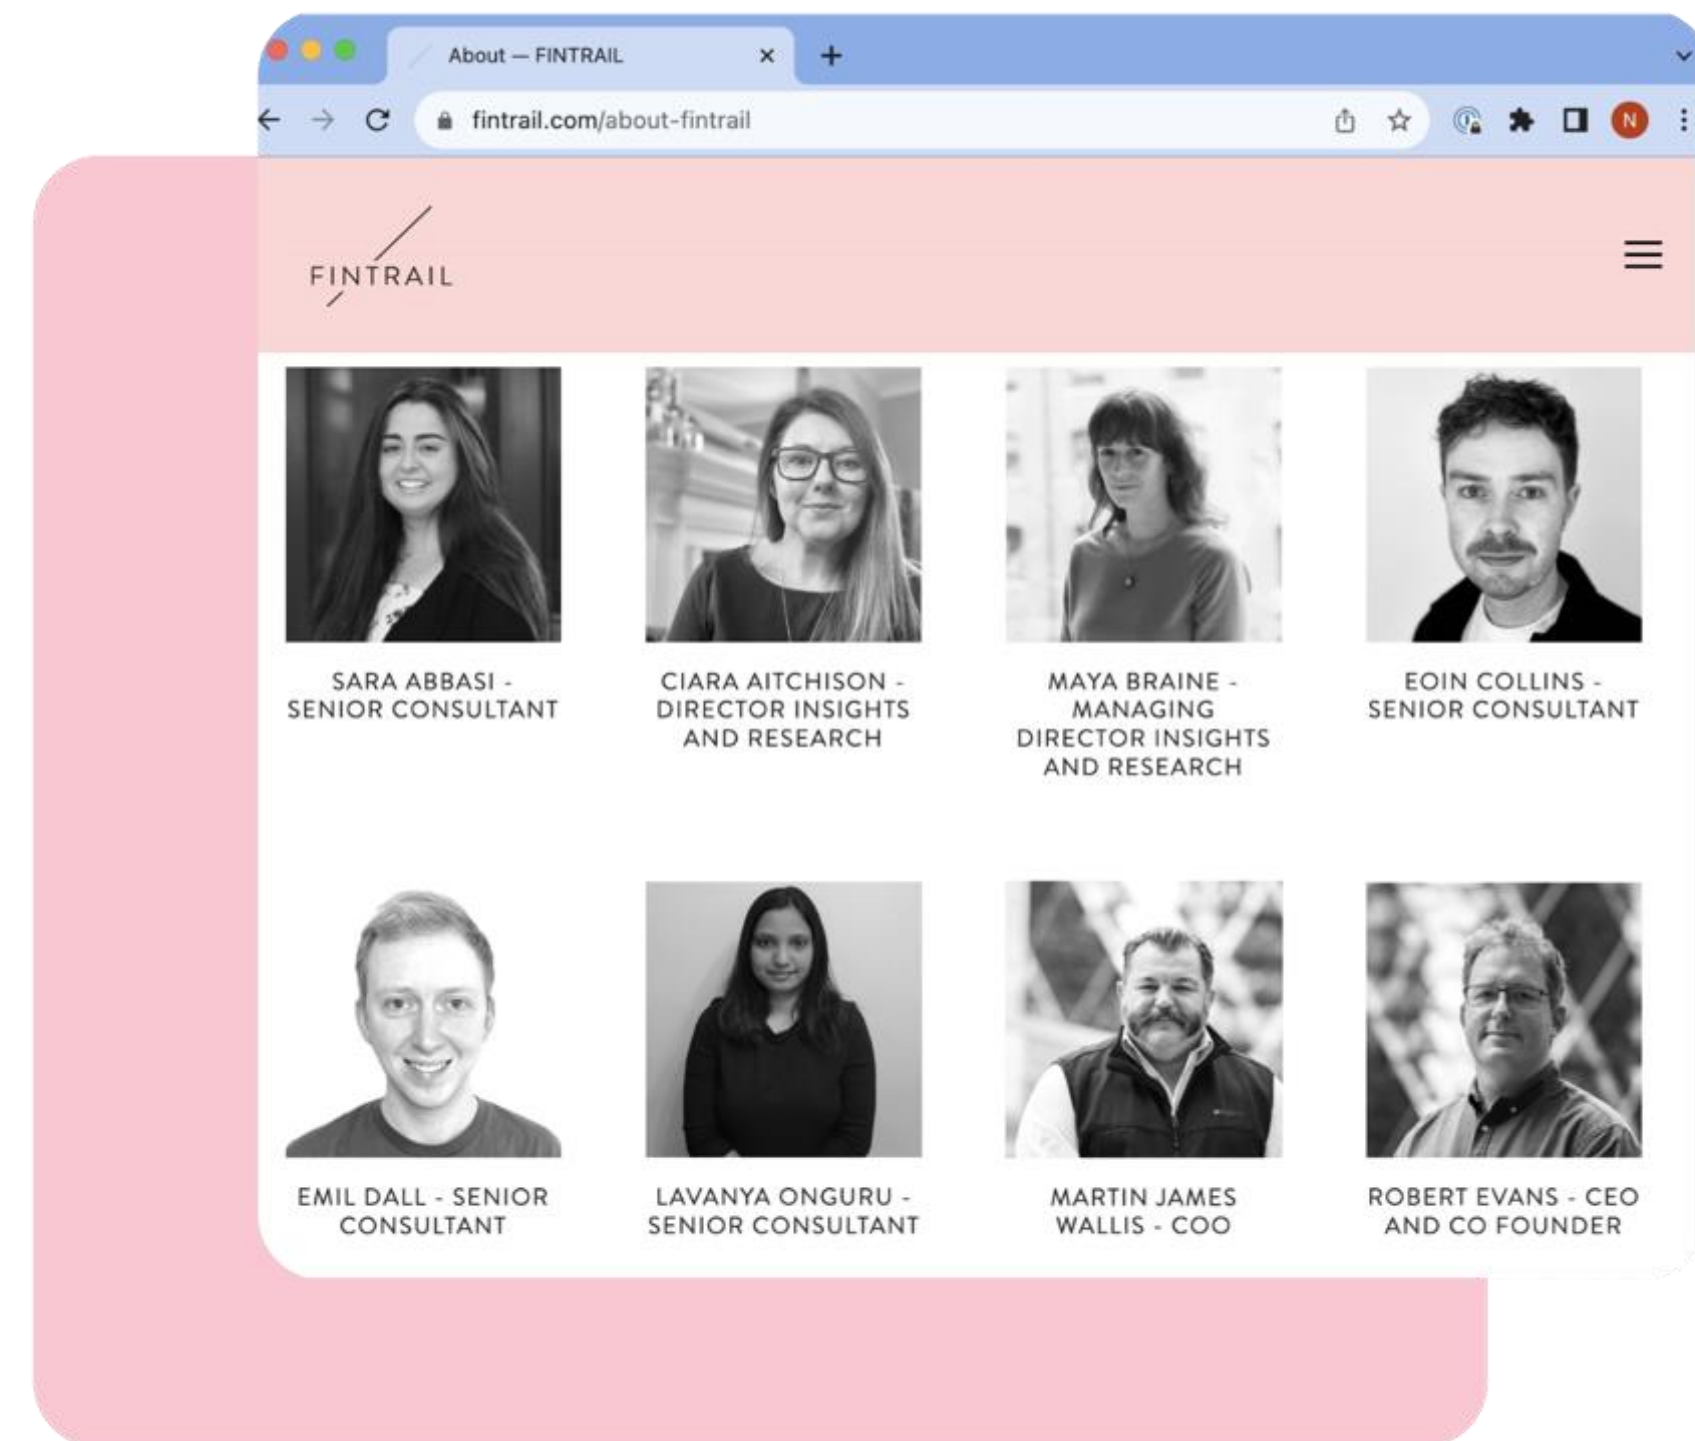 About — FINTRAIL
fintrail.com/about-fintrail
N
FINTRAIL
SARA ABBASI -
SENIOR CONSULTANT
CIARA AITCHISON -
DIRECTOR INSIGHTS
AND RESEARCH
MAYA BRAINE -
MANAGING
DIRECTOR INSIGHTS
AND RESEARCH
EOIN COLLINS -
SENIOR CONSULTANT
EMIL DALL - SENIOR
CONSULTANT
LAVANYA ONGURU -
SENIOR CONSULTANT
MARTIN JAMES
WALLIS - COO
ROBERT EVANS - CEO
AND CO FOUNDER